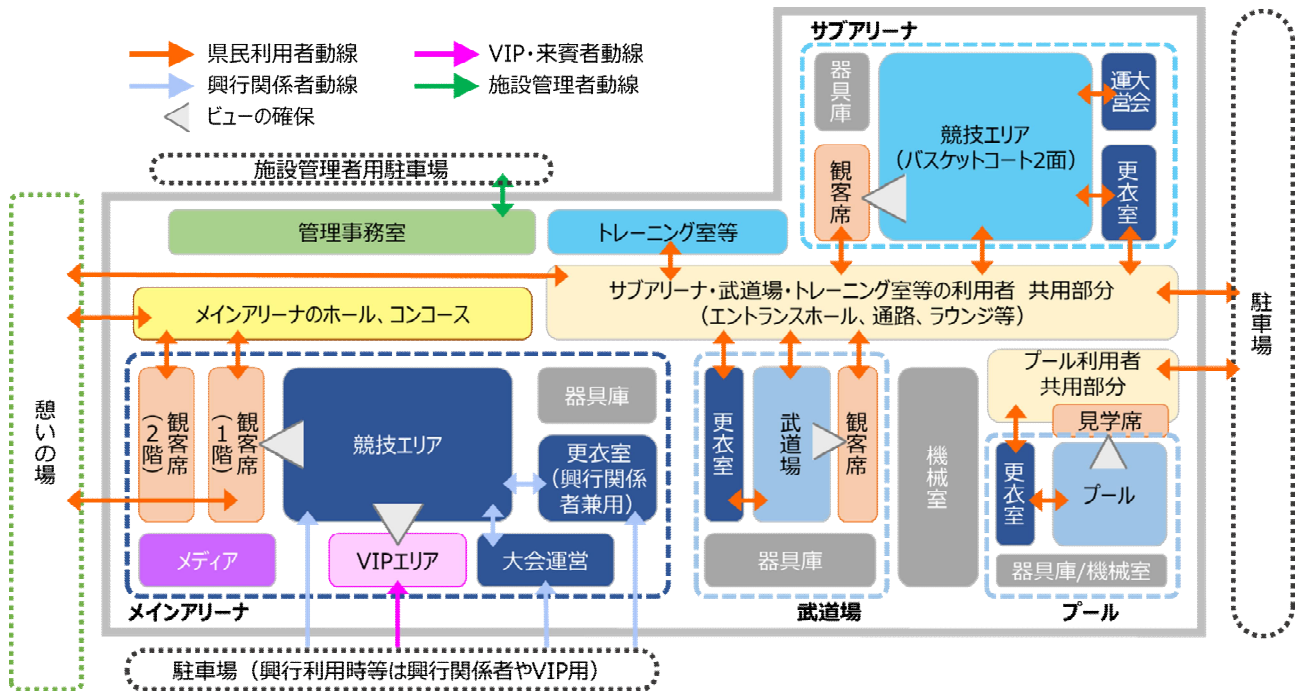 県民利用者動線
VIP・来賓者動線
興行関係者動線
施設管理者動線
ビューの確保
サブアリーナ
器具庫
競技エリア
(バスケットコート2面)
大会
運営
観客席
更衣室
施設管理者用駐車場
管理事務室
トレーニング室等
サブアリーナ・武道場・トレーニング室等の利用者 共用部分
(エントランスホール、通路、ラウンジ等)
メインアリーナのホール、コンコース
駐車場
憩いの場
観客席
(2階)
観客席
(1階)
競技エリア
器具庫
更衣室
(興行関係
者兼用)
メディア
VIPエリア
大会運営
メインアリーナ
更衣室
武道場
観客席
器具庫
武道場
機械室
プール利用者
共用部分
見学席
更衣室
プール
器具庫/機械室
プール
駐車場（興行利用時等は興行関係者やVIP用）